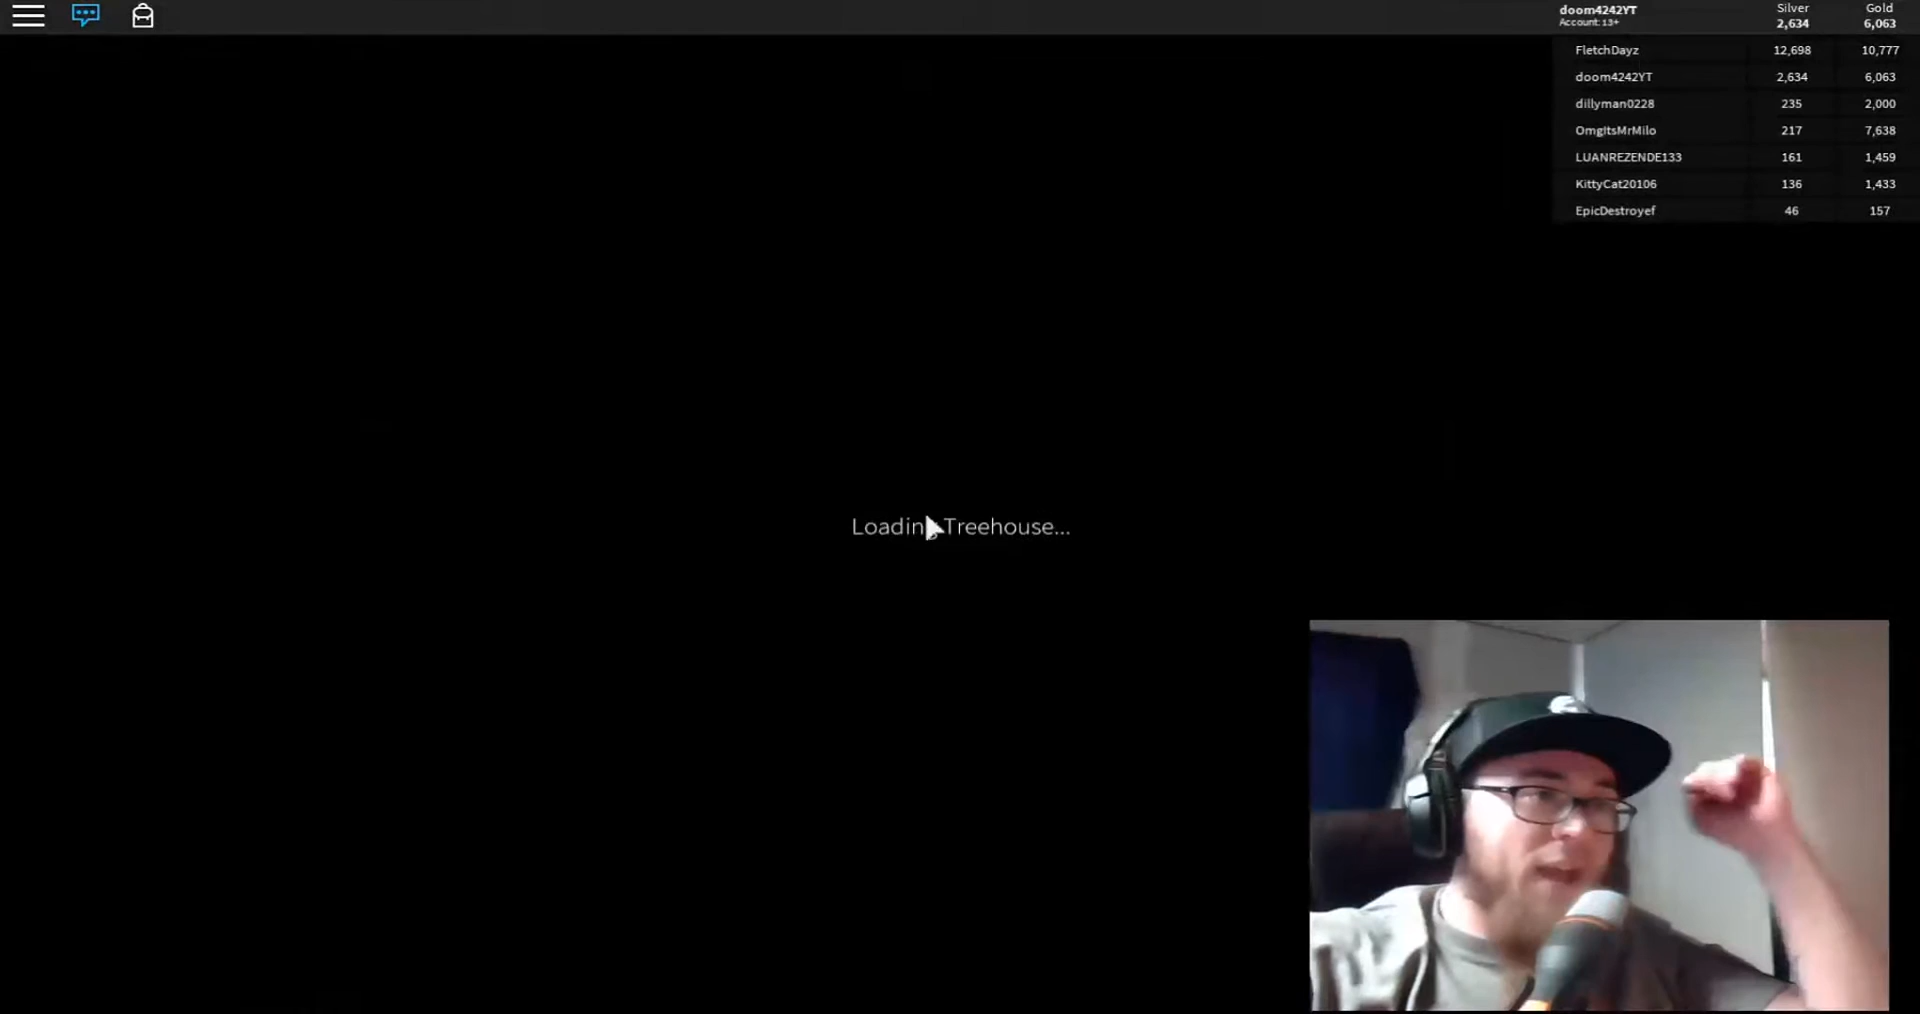 doom4242YT Silver Gold
Account: 13+ 2,634 6,063
FletchDayz 12,698 10,777
doom4242YT 2,634 6,063
dillyman0228 235 2,000
OmgItsMrMilo 217 7,638
LUANREZENDE133 161 1,459
KittyCat20106 136 1,433
EpicDestroyef 46 157
Loading Treehouse...